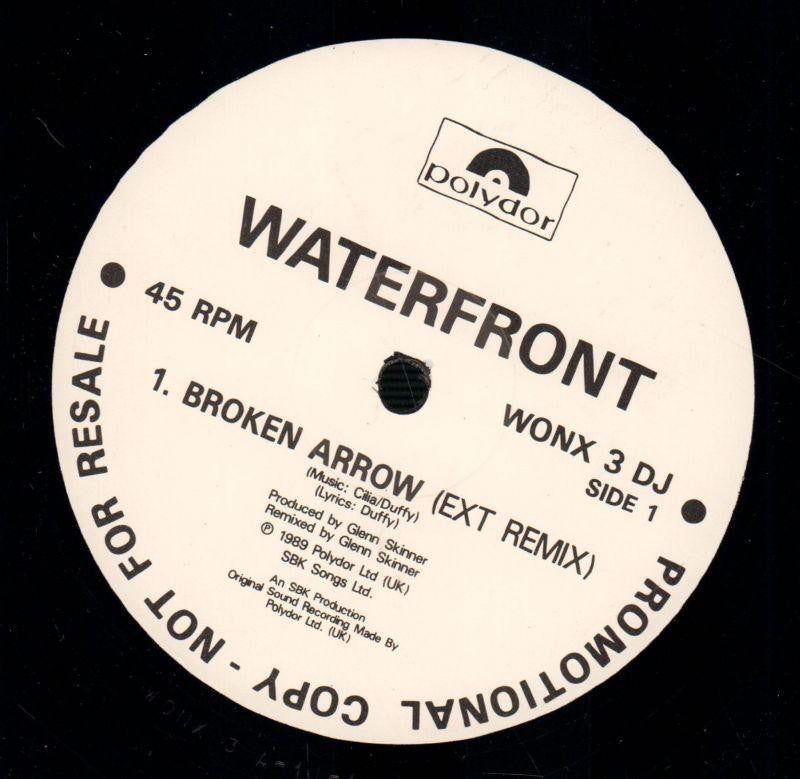 polydor
WATERFRONT
45 RPM
WONX 3 DJ
SIDE 1
1. BROKEN ARROW (EXT REMIX)
(Music: Cilia/Duffy)
(Lyrics: Duffy)
Produced by Glenn Skinner
Remixed by Glenn Skinner
℗ 1989 Polydor Ltd (UK)
SBK Songs Ltd.
An SBK Production
Original Sound Recording Made By
Polydor Ltd. (UK)
PROMOTIONAL COPY - NOT FOR RESALE